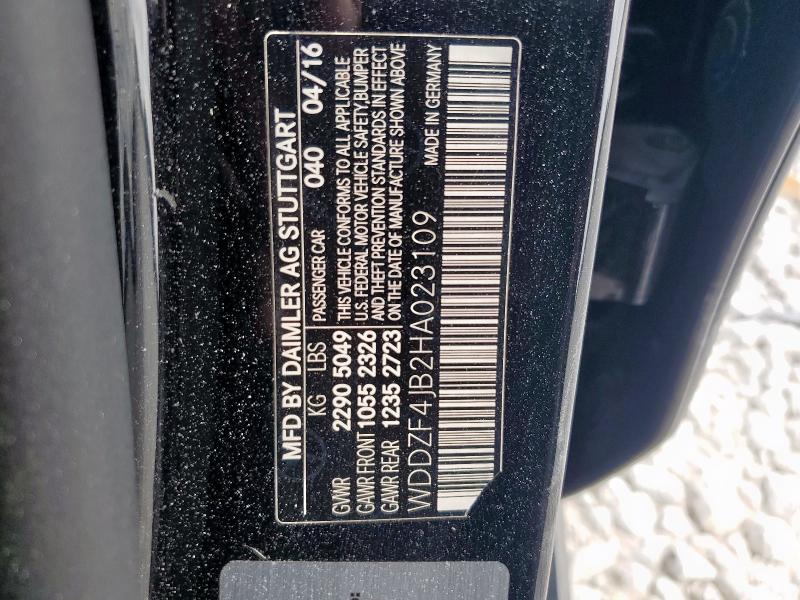 MFD BY DAIMLER AG STUTTGART
KG LBS PASSENGER CAR 040 04/16
GVWR 2290 5049 THIS VEHICLE CONFORMS TO ALL APPLICABLE
GAWR FRONT 1055 2326 U.S. FEDERAL MOTOR VEHICLE SAFETY, BUMPER
GAWR REAR 1235 2723 AND THEFT PREVENTION STANDARDS IN EFFECT
ON THE DATE OF MANUFACTURE SHOWN ABOVE
WDDZF4JB2HA023109 MADE IN GERMANY